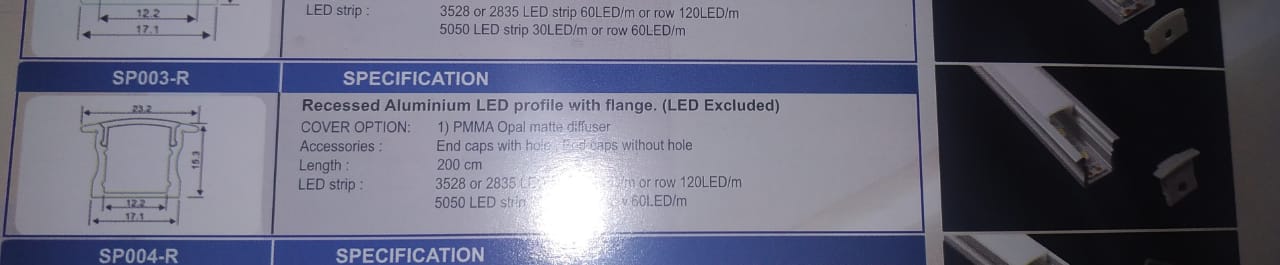 12.2
17.1
LED strip : 3528 or 2835 LED strip 60LED/m or row 120LED/m
5050 LED strip 30LED/m or row 60LED/m
SP003-R SPECIFICATION
23.2
15.3
12.2
17.1
Recessed Aluminium LED profile with flange. (LED Excluded)
COVER OPTION: 1) PMMA Opal matte diffuser
Accessories : End caps with hole End caps without hole
Length : 200 cm
LED strip : 3528 or 2835 /m or row 120LED/m
5050 LED strip 60LED/m
SP004-R SPECIFICATION